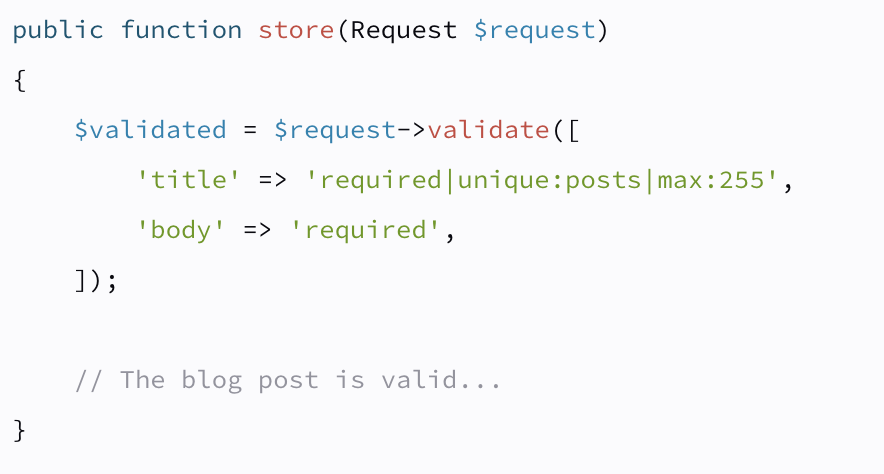 public function store(Request $request)
{
    $validated = $request->validate([
        'title' => 'required|unique:posts|max:255',
        'body' => 'required',
    ]);

    // The blog post is valid...
}